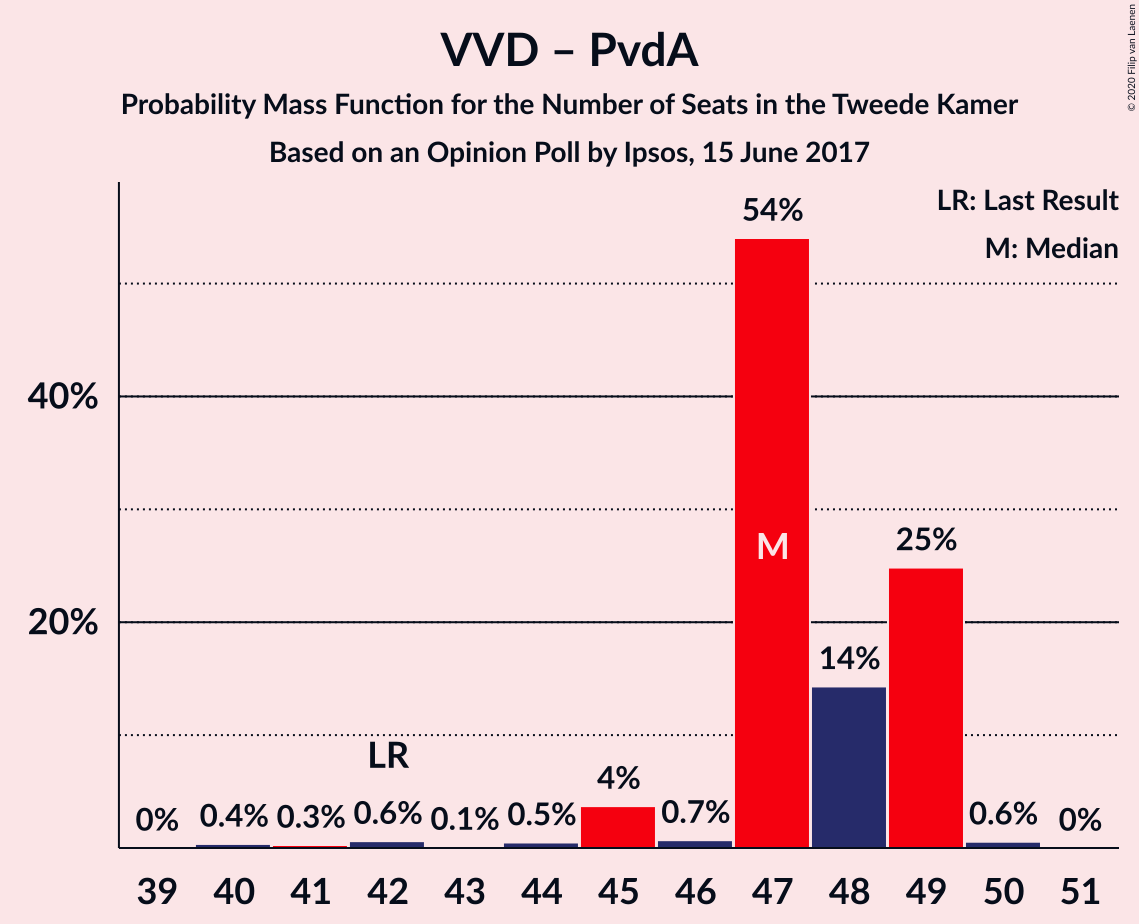 VVD – PvdA
Probability Mass Function for the Number of Seats in the Tweede Kamer
Based on an Opinion Poll by Ipsos, 15 June 2017
© 2020 Filip van Laenen
LR: Last Result
M: Median
54%
40%
M
25%
20%
14%
LR
0% 0.4% 0.3% 0.6% 0.1% 0.5% 4% 0.7% 0.6% 0%
39 40 41 42 43 44 45 46 47 48 49 50 51